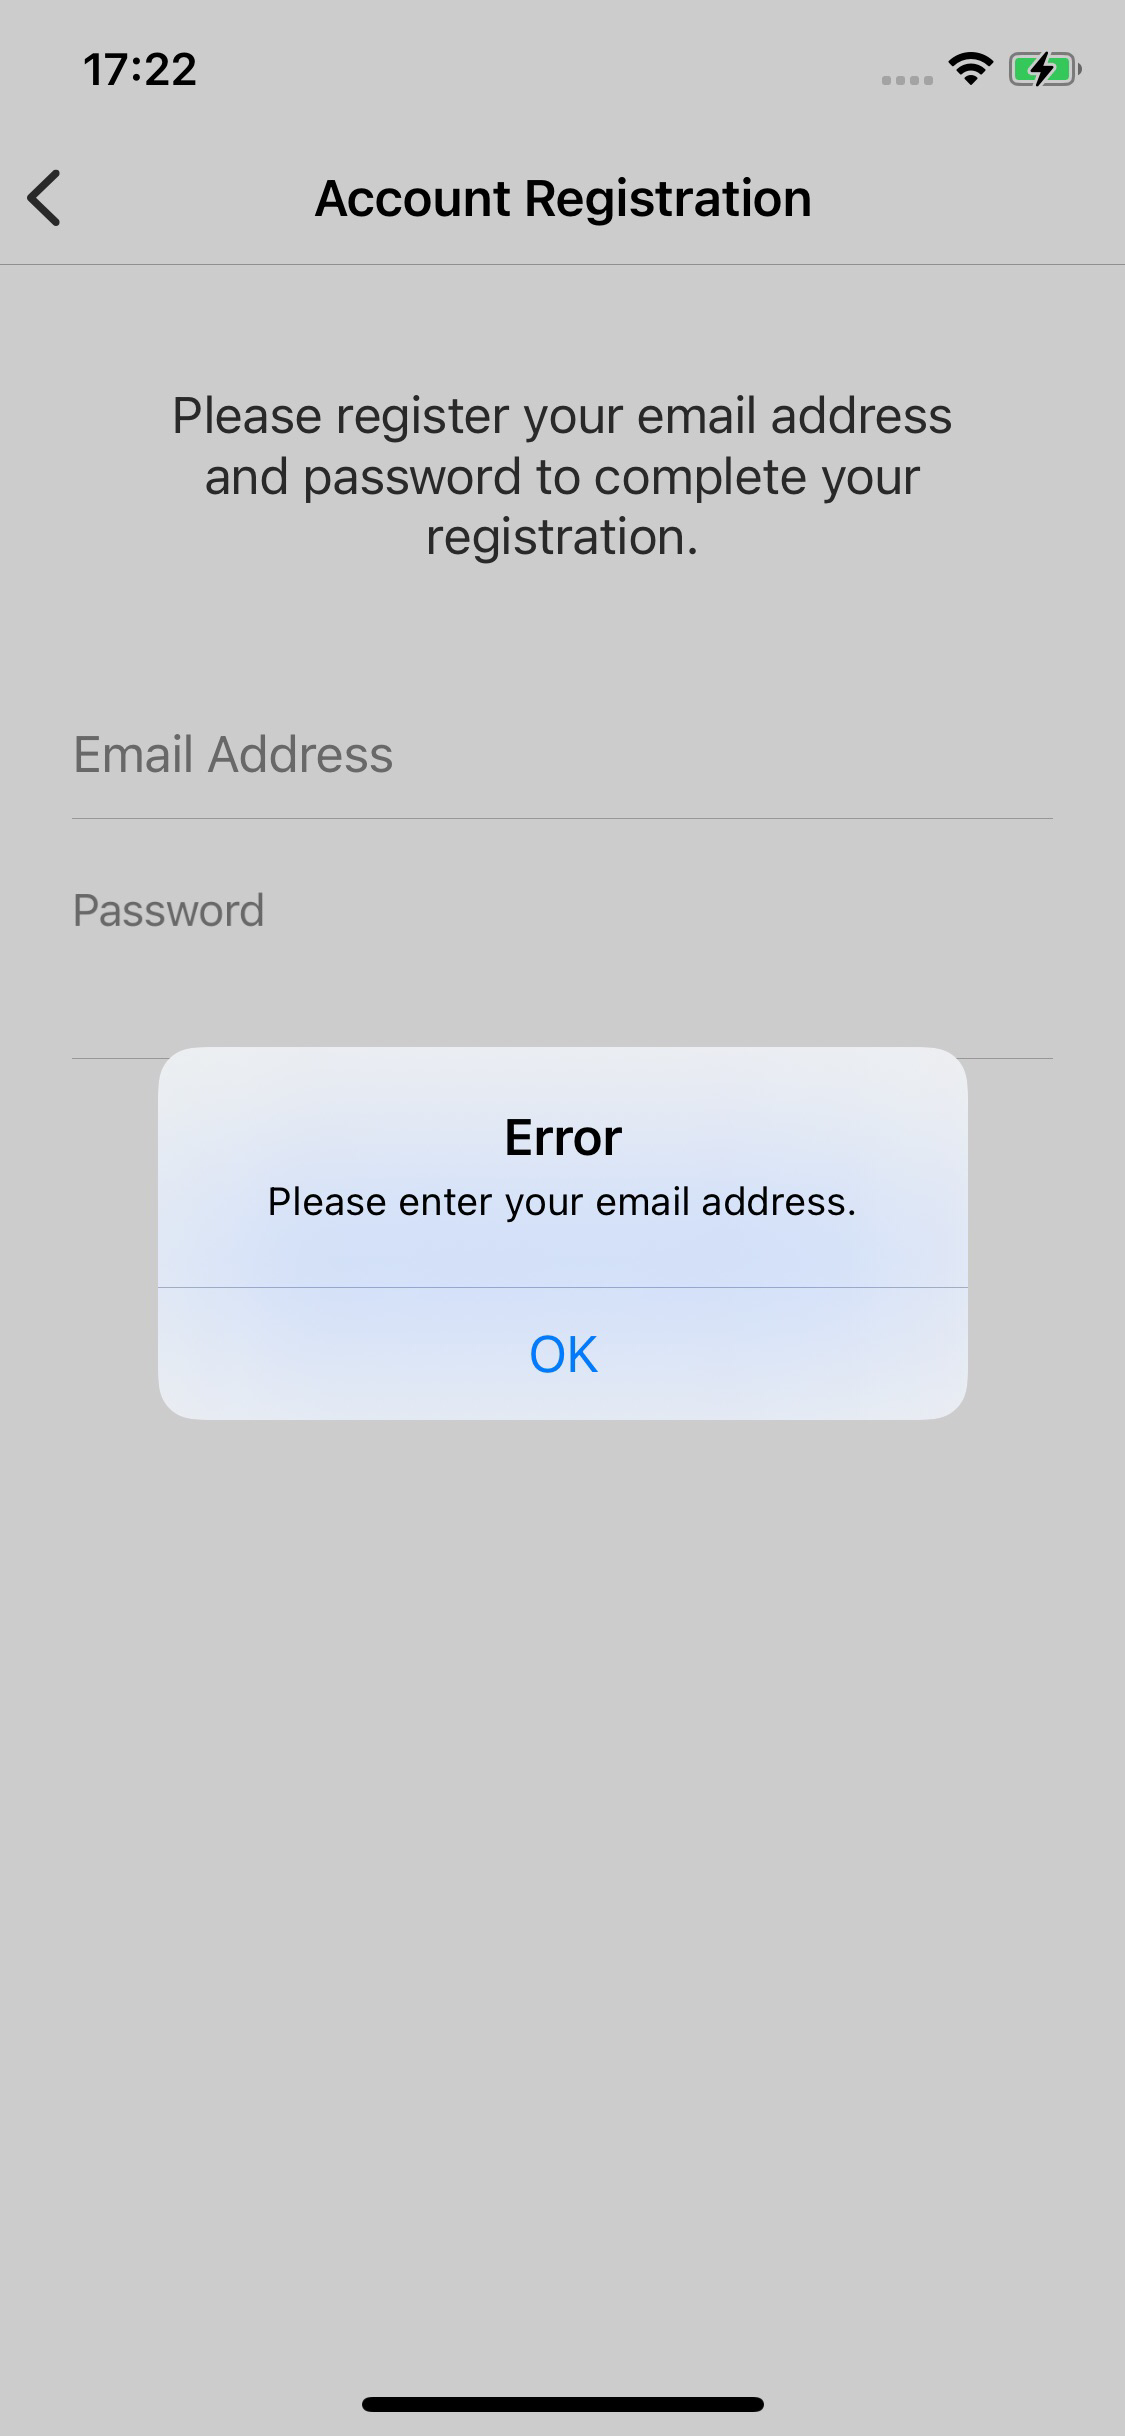 17:22
Account Registration
Please register your email address
and password to complete your
registration.
Email Address
Password
Error
Please enter your email address.
OK